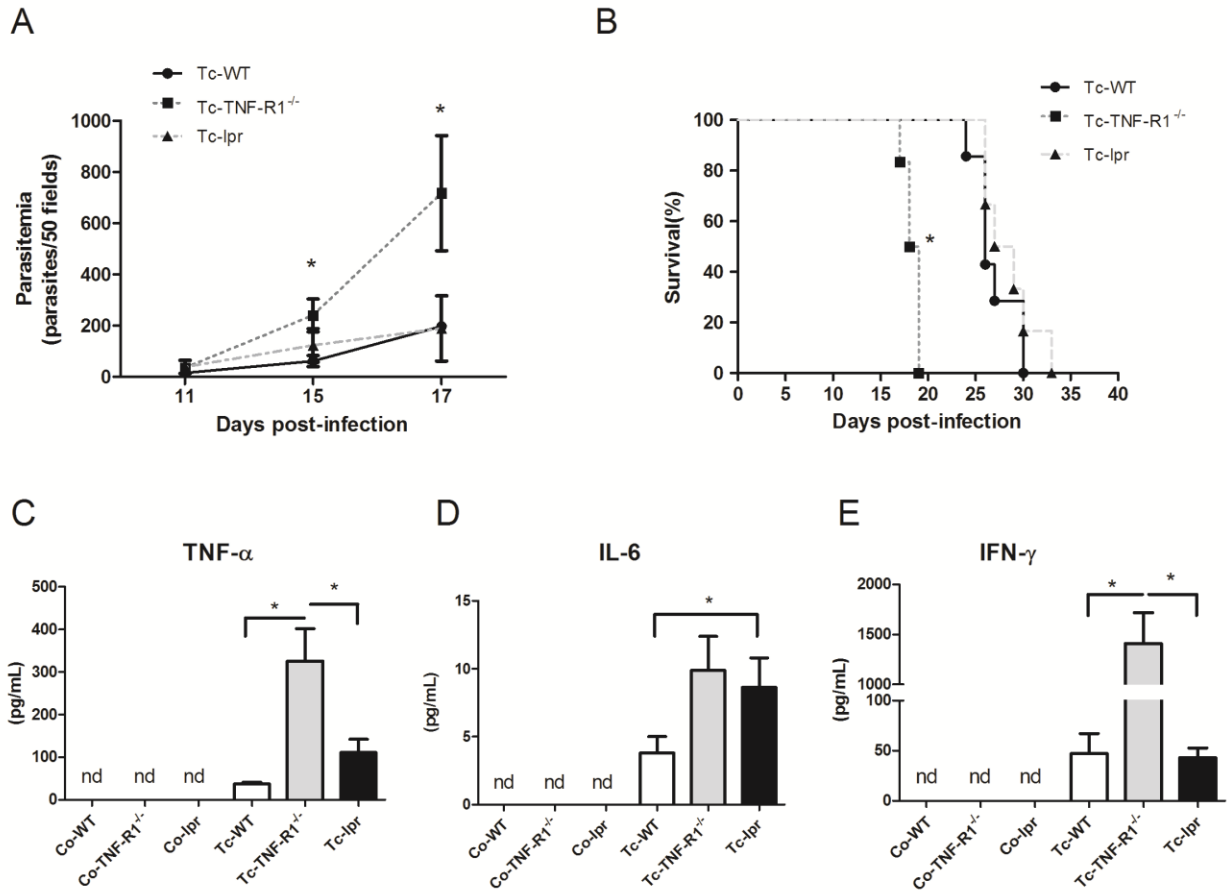 A
Tc-WT
Tc-TNF-R1-/-
Tc-lpr
Parasitemia
(parasites/50 fields)
1000
800
600
400
200
0
*
*
11
15
17
Days post-infection
B
Tc-WT
Tc-TNF-R1-/-
Tc-lpr
Survival(%)
100
80
60
40
20
0
*
0
5
10
15
20
25
30
35
40
Days post-infection
C
TNF-α
(pg/mL)
500
400
300
200
100
0
*
*
nd
nd
nd
Co-WT
Co-TNF-R1-/-
Co-lpr
Tc-WT
Tc-TNF-R1-/-
Tc-lpr
D
IL-6
(pg/mL)
15
10
5
0
*
nd
nd
nd
Co-WT
Co-TNF-R1-/-
Co-lpr
Tc-WT
Tc-TNF-R1-/-
Tc-lpr
E
IFN-γ
(pg/mL)
2000
1500
1000
100
50
0
*
*
nd
nd
nd
Co-WT
Co-TNF-R1-/-
Co-lpr
Tc-WT
Tc-TNF-R1-/-
Tc-lpr